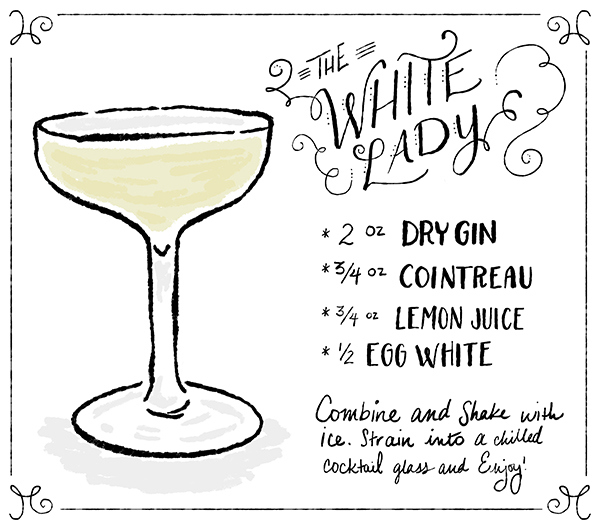 THE
WHITE
LADY
* 2 oz DRY GIN
* 3/4 oz COINTREAU
* 3/4 oz LEMON JUICE
* 1/2 EGG WHITE
Combine and Shake with
ice. Strain into a chilled
cocktail glass and Enjoy!